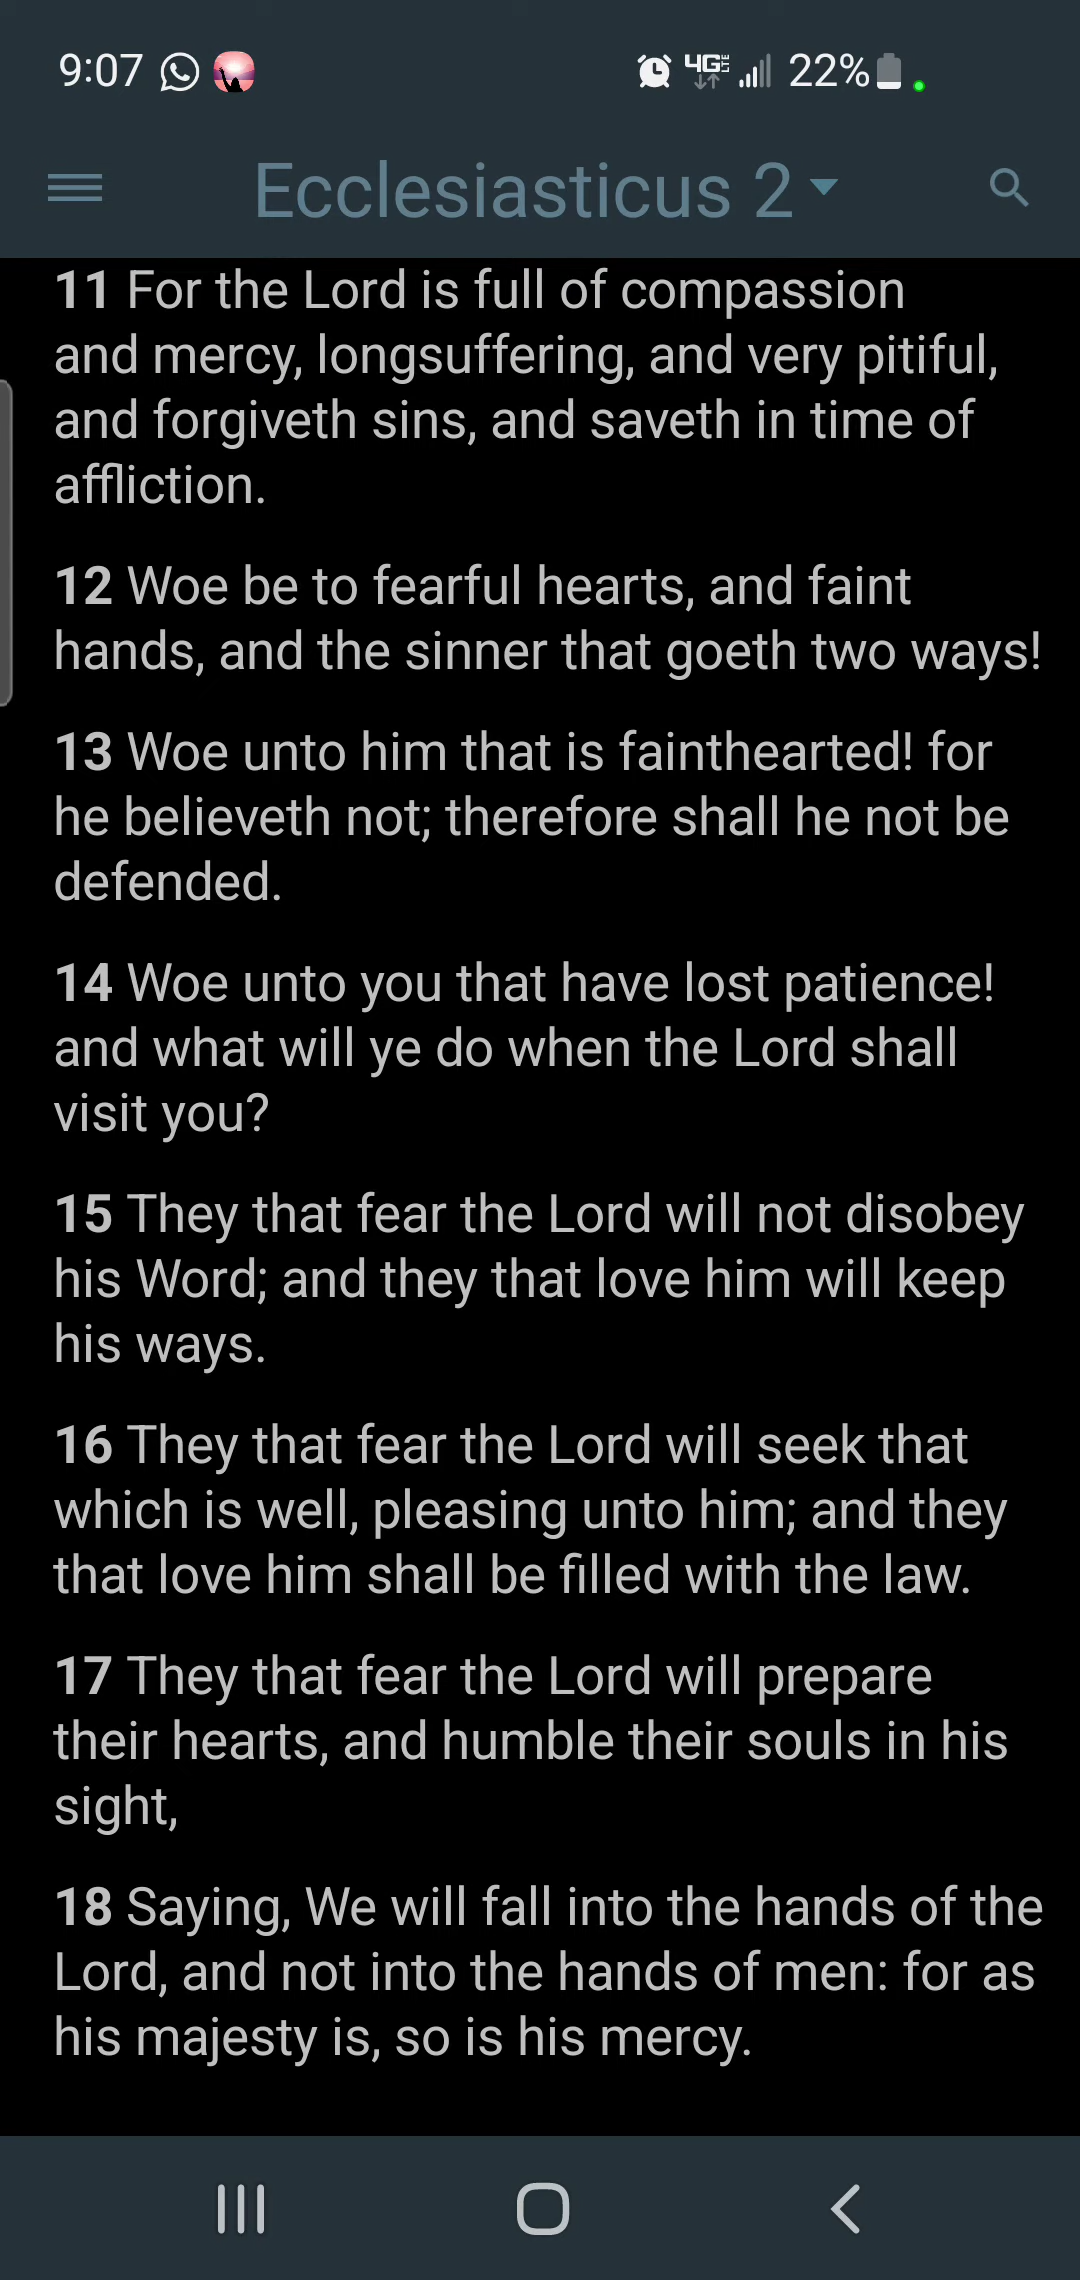 9:07 4G LTE 22%
Ecclesiasticus 2
11 For the Lord is full of compassion
and mercy, longsuffering, and very pitiful,
and forgiveth sins, and saveth in time of
affliction.
12 Woe be to fearful hearts, and faint
hands, and the sinner that goeth two ways!
13 Woe unto him that is fainthearted! for
he believeth not; therefore shall he not be
defended.
14 Woe unto you that have lost patience!
and what will ye do when the Lord shall
visit you?
15 They that fear the Lord will not disobey
his Word; and they that love him will keep
his ways.
16 They that fear the Lord will seek that
which is well, pleasing unto him; and they
that love him shall be filled with the law.
17 They that fear the Lord will prepare
their hearts, and humble their souls in his
sight,
18 Saying, We will fall into the hands of the
Lord, and not into the hands of men: for as
his majesty is, so is his mercy.